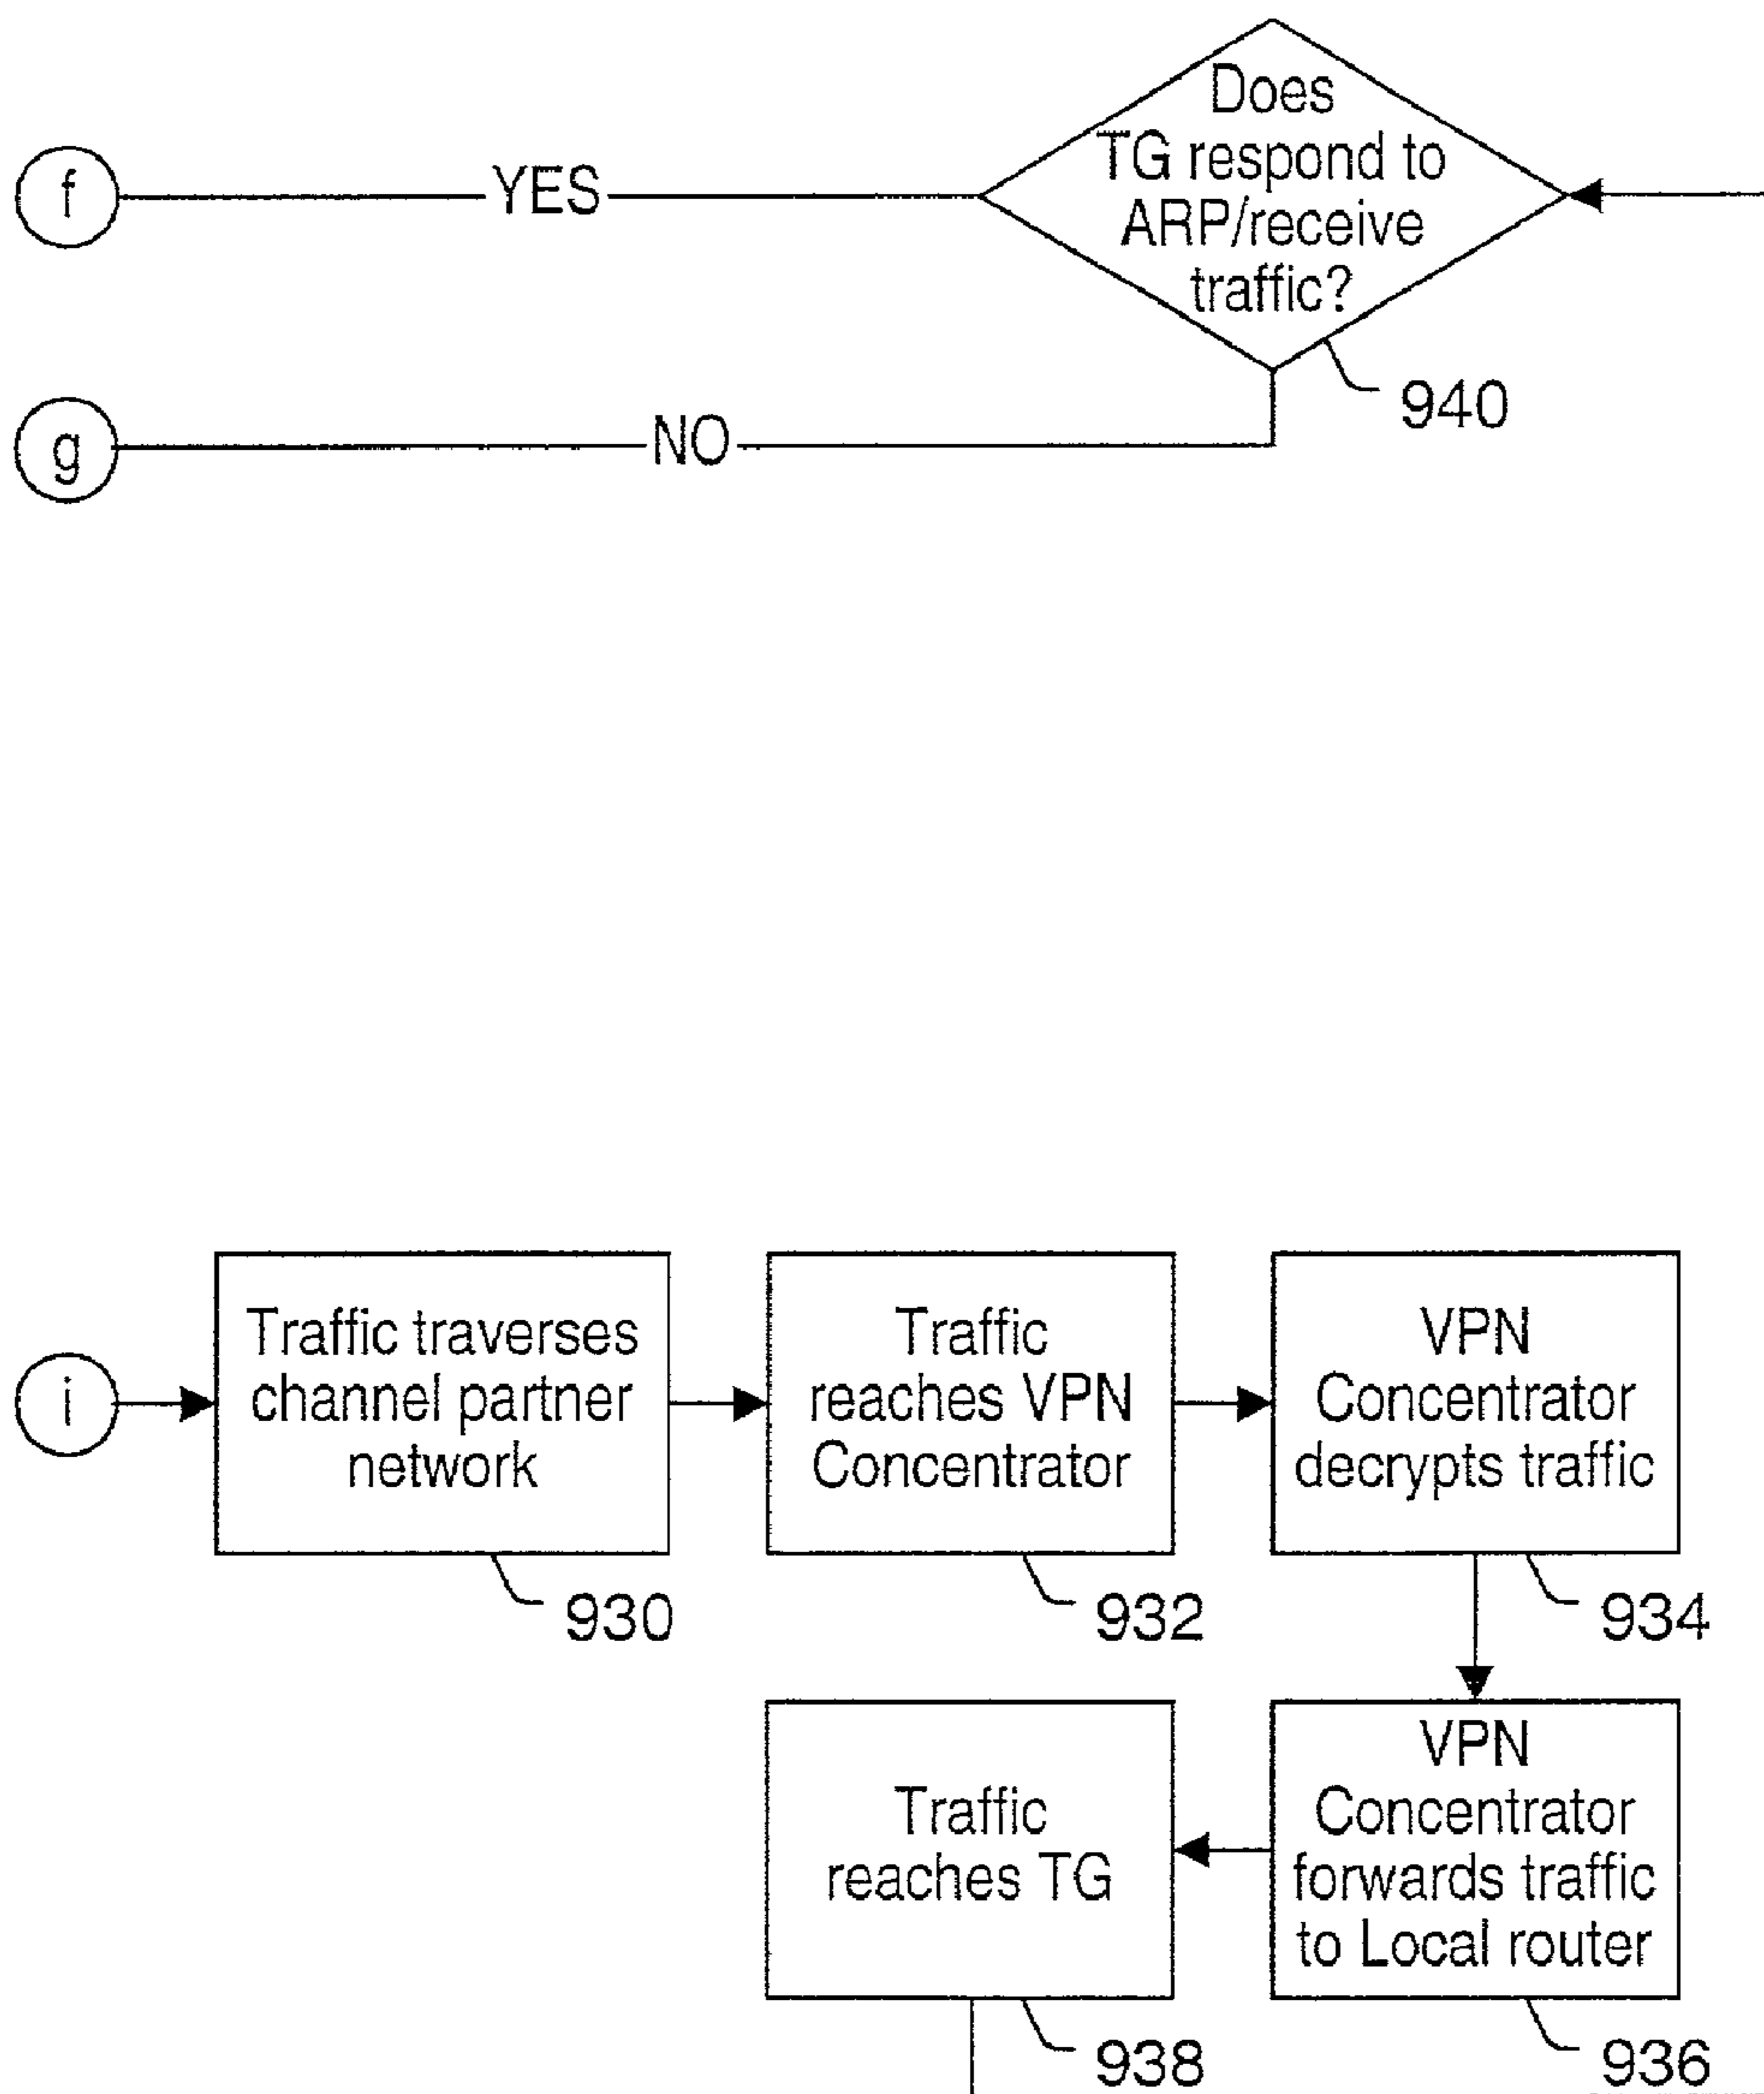 Does
TG respond to
ARP/receive
traffic?
f
YES
940
g
NO
i
Traffic traverses
channel partner
network
930
Traffic
reaches VPN
Concentrator
932
VPN
Concentrator
decrypts traffic
934
VPN
Concentrator
forwards traffic
to Local router
936
Traffic
reaches TG
938